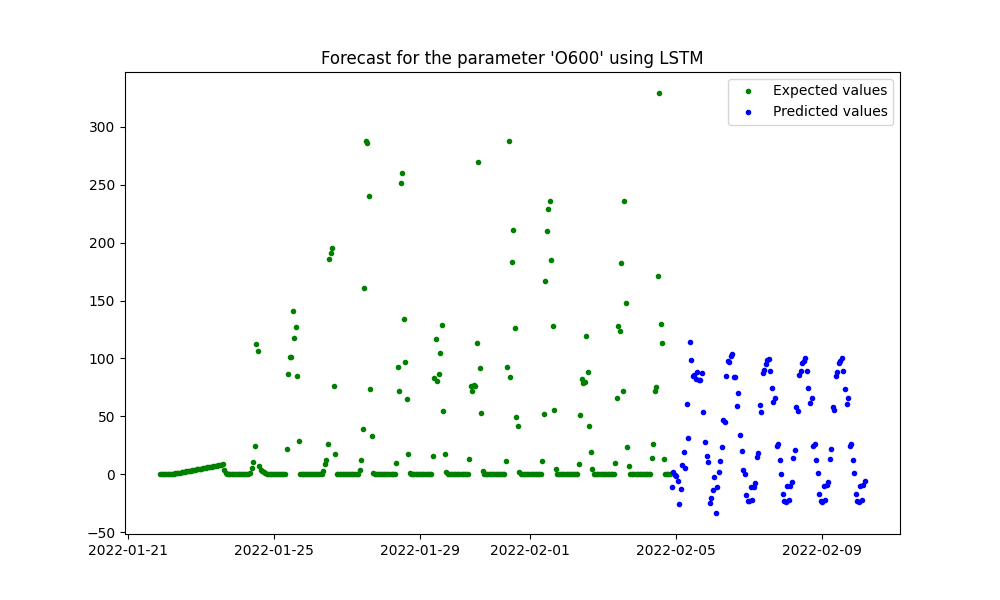 Forecast for the parameter 'O600' using LSTM
Expected values
Predicted values
300
250
200
150
100
50
0
−50
2022-01-21 2022-01-25 2022-01-29 2022-02-01 2022-02-05 2022-02-09